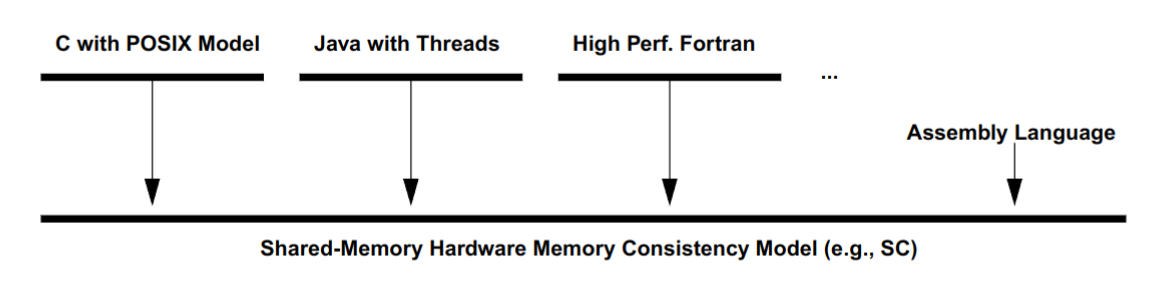 C with POSIX Model
Java with Threads
High Perf. Fortran
...
Assembly Language
Shared-Memory Hardware Memory Consistency Model (e.g., SC)